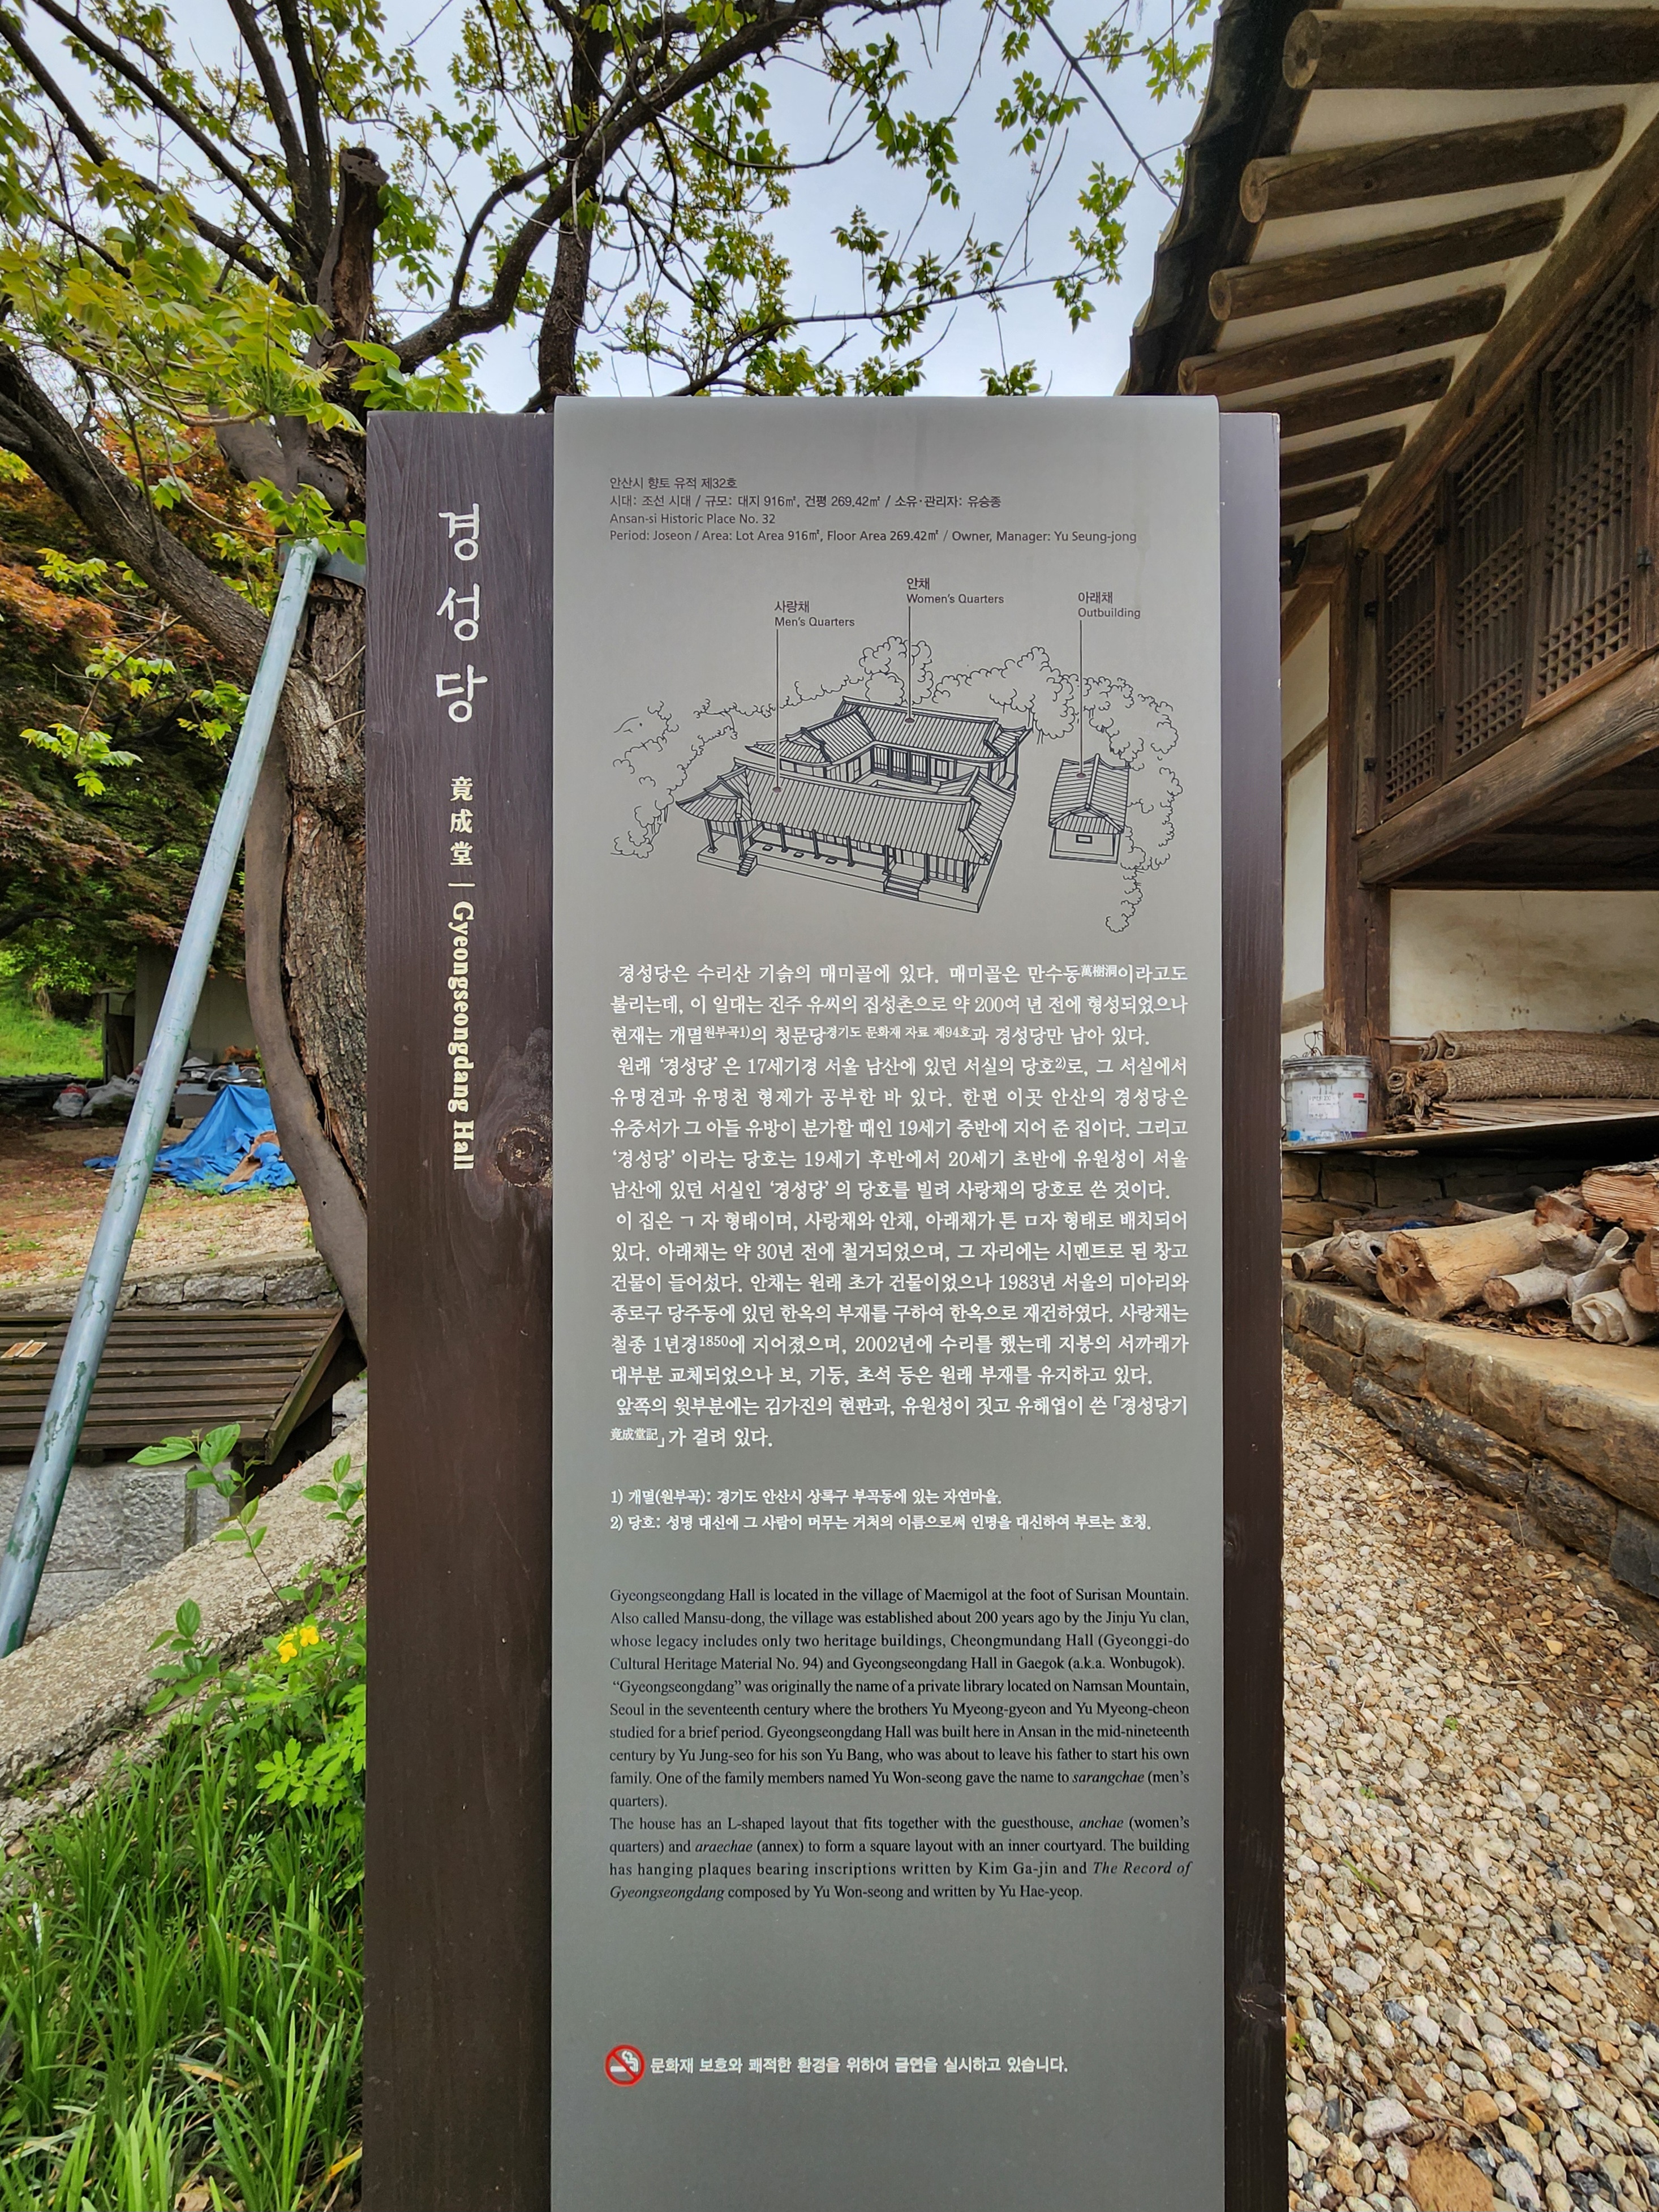 경성당 竟成堂 | Gyeongseongdang Hall
안산시 향토 유적 제32호
시대: 조선 시대 / 규모: 대지 916㎡, 건평 269.42㎡ / 소유·관리자: 유승종
Ansan-si Historic Place No. 32
Period: Joseon / Area: Lot Area 916㎡, Floor Area 269.42㎡ / Owner, Manager: Yu Seung-jong
사랑채
Men's Quarters
안채
Women's Quarters
아래채
Outbuilding
경성당은 수리산 기슭의 매미골에 있다. 매미골은 만수동萬樹洞이라고도
불리는데, 이 일대는 진주 유씨의 집성촌으로 약 200여 년 전에 형성되었으나
현재는 개멸원부곡1)의 청문당경기도 문화재 자료 제94호과 경성당만 남아 있다.
원래 ‘경성당’은 17세기경 서울 남산에 있던 서실의 당호2)로, 그 서실에서
유명견과 유명천 형제가 공부한 바 있다. 한편 이곳 안산의 경성당은
유중서가 그 아들 유방이 분가할 때인 19세기 중반에 지어 준 집이다. 그리고
‘경성당’이라는 당호는 19세기 후반에서 20세기 초반에 유원성이 서울
남산에 있던 서실인 ‘경성당’의 당호를 빌려 사랑채의 당호로 쓴 것이다.
이 집은 ㄱ자 형태이며, 사랑채와 안채, 아래채가 튼 ㅁ자 형태로 배치되어
있다. 아래채는 약 30년 전에 철거되었으며, 그 자리에는 시멘트로 된 창고
건물이 들어섰다. 안채는 원래 초가 건물이었으나 1983년 서울의 미아리와
종로구 당주동에 있던 한옥의 부재를 구하여 한옥으로 재건하였다. 사랑채는
철종 1년경1850에 지어졌으며, 2002년에 수리를 했는데 지붕의 서까래가
대부분 교체되었으나 보, 기둥, 초석 등은 원래 부재를 유지하고 있다.
앞쪽의 윗부분에는 김가진의 현판과, 유원성이 짓고 유해엽이 쓴 「경성당기
竟成堂記」가 걸려 있다.
1) 개멸(원부곡): 경기도 안산시 상록구 부곡동에 있는 자연마을.
2) 당호: 성명 대신에 그 사람이 머무는 거처의 이름으로써 인명을 대신하여 부르는 호칭.
Gyeongseongdang Hall is located in the village of Maemigol at the foot of Surisan Mountain.
Also called Mansu-dong, the village was established about 200 years ago by the Jinju Yu clan,
whose legacy includes only two heritage buildings, Cheongmundang Hall (Gyeonggi-do
Cultural Heritage Material No. 94) and Gyeongseongdang Hall in Gaegok (a.k.a. Wonbugok).
“Gyeongseongdang” was originally the name of a private library located on Namsan Mountain,
Seoul in the seventeenth century where the brothers Yu Myeong-gyeon and Yu Myeong-cheon
studied for a brief period. Gyeongseongdang Hall was built here in Ansan in the mid-nineteenth
century by Yu Jung-seo for his son Yu Bang, who was about to leave his father to start his own
family. One of the family members named Yu Won-seong gave the name to sarangchae (men's
quarters).
The house has an L-shaped layout that fits together with the guesthouse, anchae (women's
quarters) and araechae (annex) to form a square layout with an inner courtyard. The building
has hanging plaques bearing inscriptions written by Kim Ga-jin and The Record of
Gyeongseongdang composed by Yu Won-seong and written by Yu Hae-yeop.
문화재 보호와 쾌적한 환경을 위하여 금연을 실시하고 있습니다.